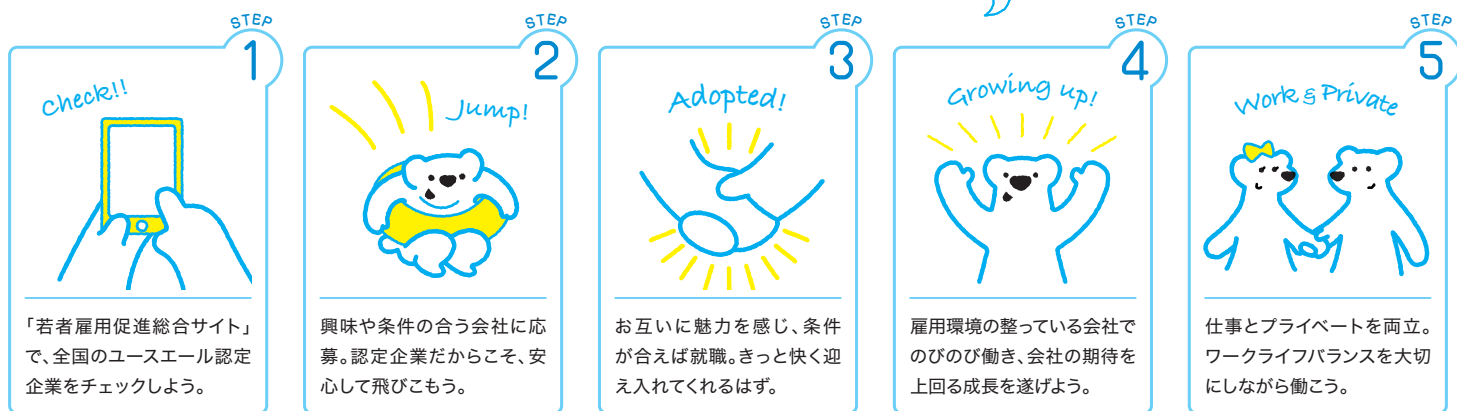 STEP
1
Check!!
「若者雇用促進総合サイト」
で、全国のユースエール認定
企業をチェックしよう。
STEP
2
Jump!
興味や条件の合う会社に応
募。認定企業だからこそ、安
心して飛びこもう。
STEP
3
Adopted!
お互いに魅力を感じ、条件
が合えば就職。きっと快く迎
え入れてくれるはず。
STEP
4
Growing up!
雇用環境の整っている会社で
のびのび働き、会社の期待を
上回る成長を遂げよう。
STEP
5
Work & Private
仕事とプライベートを両立。
ワークライフバランスを大切
にしながら働こう。